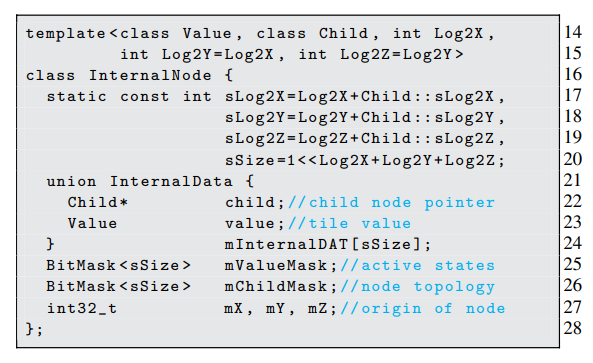 template<class Value, class Child, int Log2X, 14
int Log2Y=Log2X, int Log2Z=Log2Y> 15
class InternalNode { 16
static const int sLog2X=Log2X+Child::sLog2X, 17
sLog2Y=Log2Y+Child::sLog2Y, 18
sLog2Z=Log2Z+Child::sLog2Z, 19
sSize=1<<Log2X+Log2Y+Log2Z; 20
union InternalData { 21
Child* child;//child node pointer 22
Value value;//tile value 23
} mInternalDAT[sSize]; 24
BitMask<sSize> mValueMask;//active states 25
BitMask<sSize> mChildMask;//node topology 26
int32_t mX, mY, mZ;//origin of node 27
}; 28